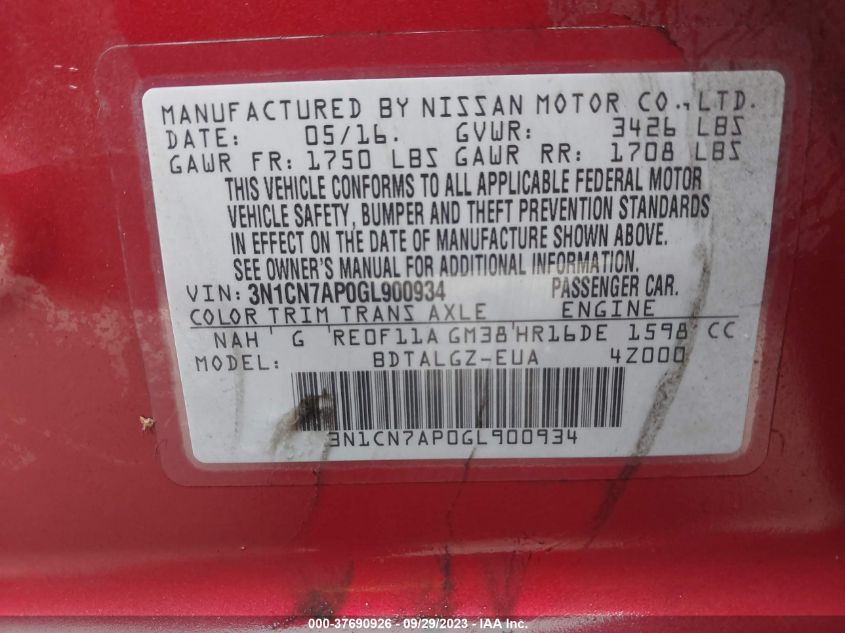 MANUFACTURED BY NISSAN MOTOR CO.,LTD.
DATE: 05/16. GVWR: 3426 LBS
GAWR FR: 1750 LBS GAWR RR: 1708 LBS
THIS VEHICLE CONFORMS TO ALL APPLICABLE FEDERAL MOTOR
VEHICLE SAFETY, BUMPER AND THEFT PREVENTION STANDARDS
IN EFFECT ON THE DATE OF MANUFACTURE SHOWN ABOVE.
SEE OWNER'S MANUAL FOR ADDITIONAL INFORMATION.
VIN: 3N1CN7AP0GL900934 PASSENGER CAR.
COLOR TRIM TRANS AXLE ENGINE
NAH G RE0F11A GM38 HR16DE 1598 CC
MODEL: BDTALGZ-EUA 4Z000
3N1CN7AP0GL900934
000-37690926 - 09/29/2023 - IAA Inc.